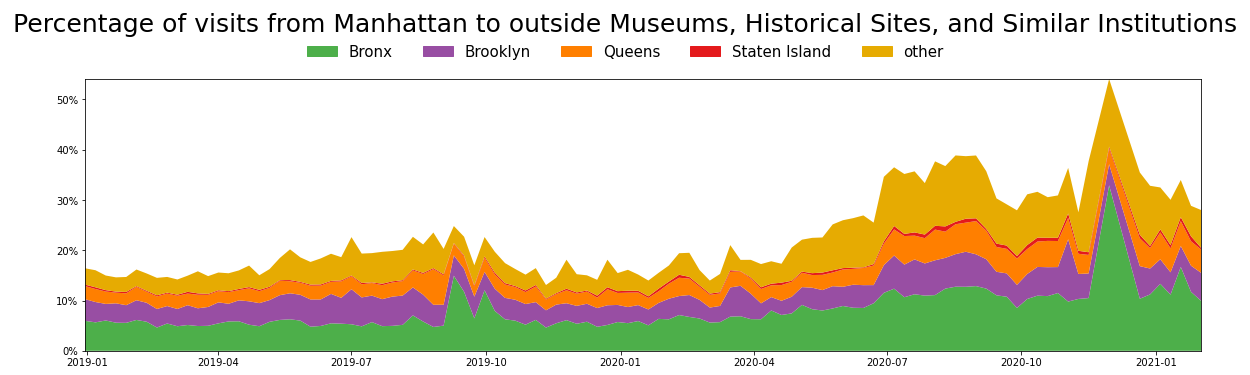 Percentage of visits from Manhattan to outside Museums, Historical Sites, and Similar Institutions
Bronx Brooklyn Queens Staten Island other
50%
40%
30%
20%
10%
0%
2019-01 2019-04 2019-07 2019-10 2020-01 2020-04 2020-07 2020-10 2021-01